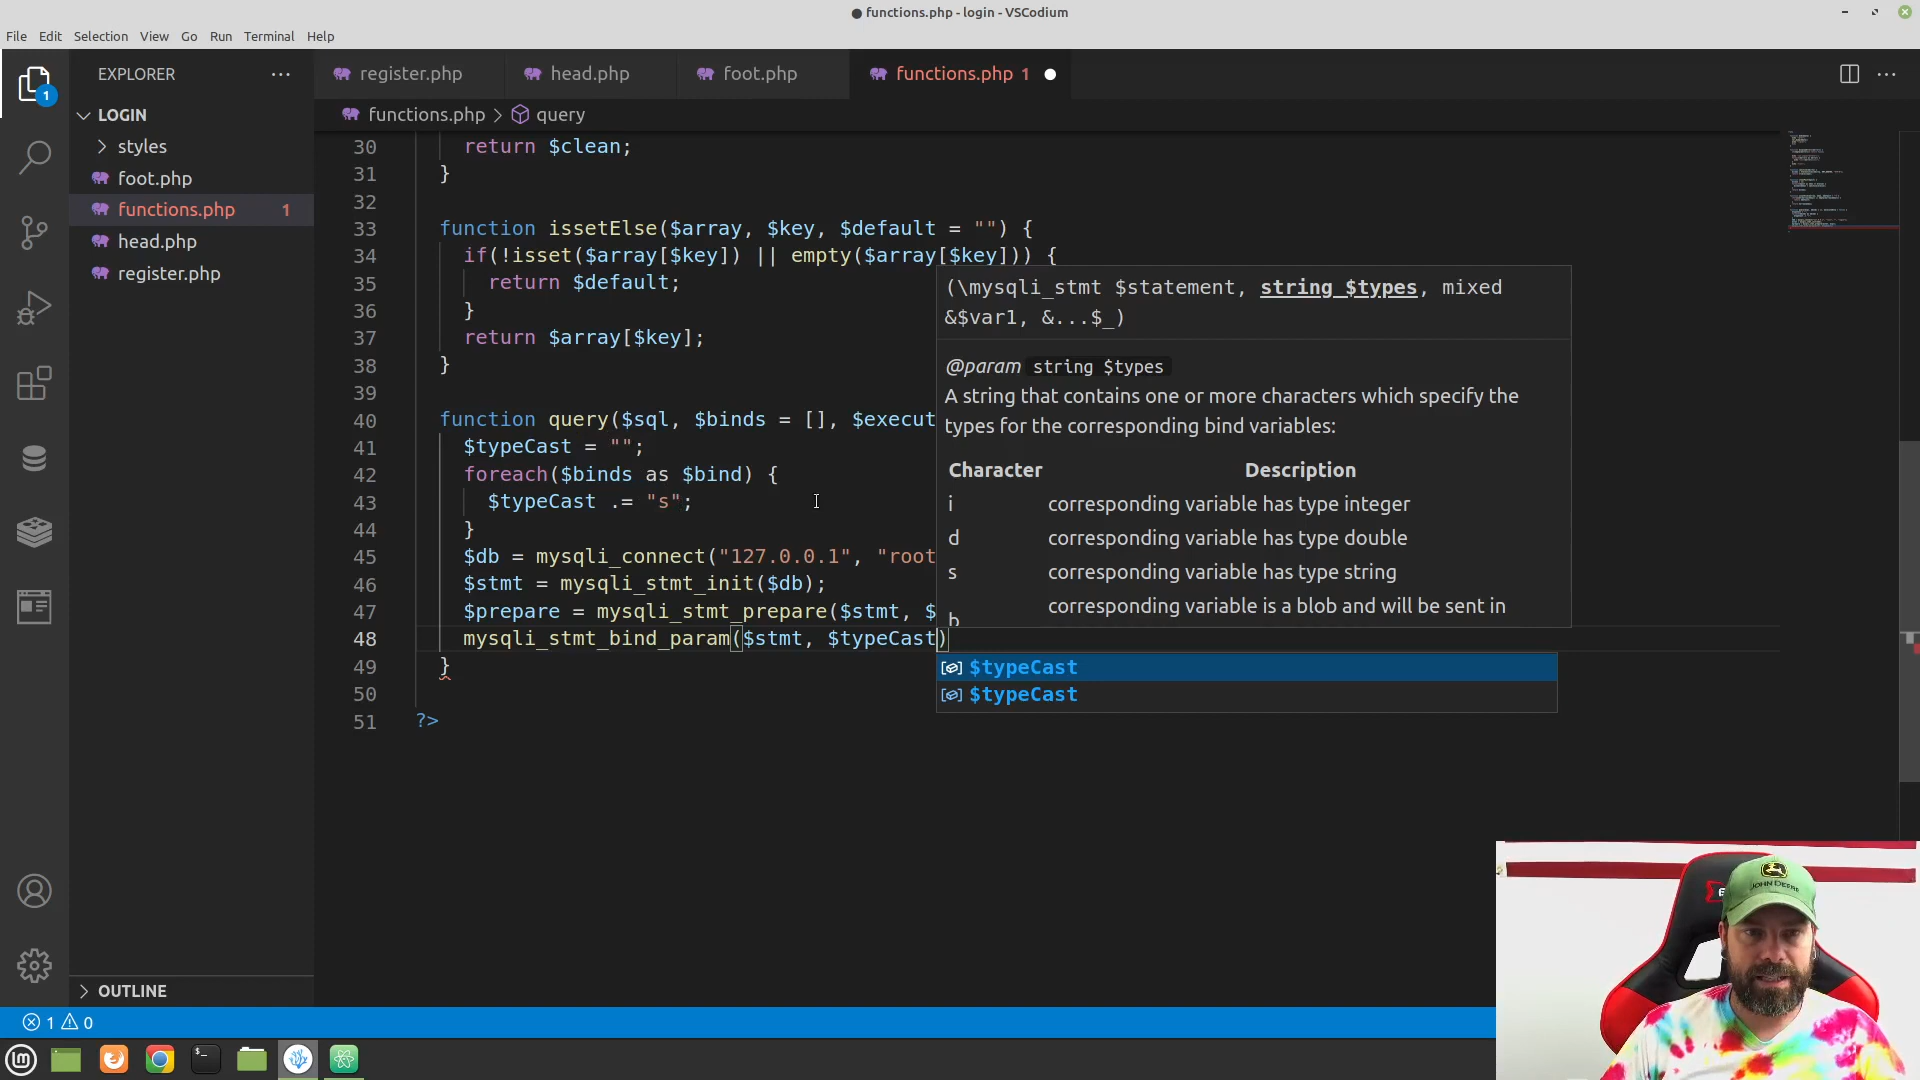 functions.php - login - VSCodium
File Edit Selection View Go Run Terminal Help
1
EXPLORER
LOGIN
styles
foot.php
functions.php 1
head.php
register.php
OUTLINE
register.php head.php foot.php functions.php 1
functions.php > query
30 return $clean;
31 }
32
33 function issetElse($array, $key, $default = "") {
34 if(!isset($array[$key]) || empty($array[$key])) {
35 return $default;
36 }
37 return $array[$key];
38 }
39
40 function query($sql, $binds = [], $execut
41 $typeCast = "";
42 foreach($binds as $bind) {
43 $typeCast .= "s";
44 }
45 $db = mysqli_connect("127.0.0.1", "root
46 $stmt = mysqli_stmt_init($db);
47 $prepare = mysqli_stmt_prepare($stmt, $
48 mysqli_stmt_bind_param($stmt, $typeCast)
49 }
50
51 ?>
(\mysqli_stmt $statement, string $types, mixed
&$var1, &...$_)
@param string $types
A string that contains one or more characters which specify the
types for the corresponding bind variables:
Character Description
i corresponding variable has type integer
d corresponding variable has type double
s corresponding variable has type string
b corresponding variable is a blob and will be sent in
$typeCast
$typeCast
1 0
JOHN DEERE